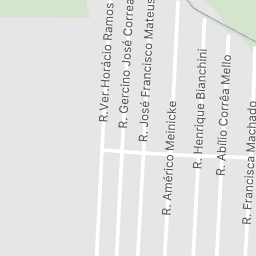 R.Ver.Horácio Ramos
R. Gercino José Correa
R. José Francisco Mateus
R. Américo Meinicke
R. Henrique Bianchini
R. Abílio Corrêa Mello
R. Francisca Machado